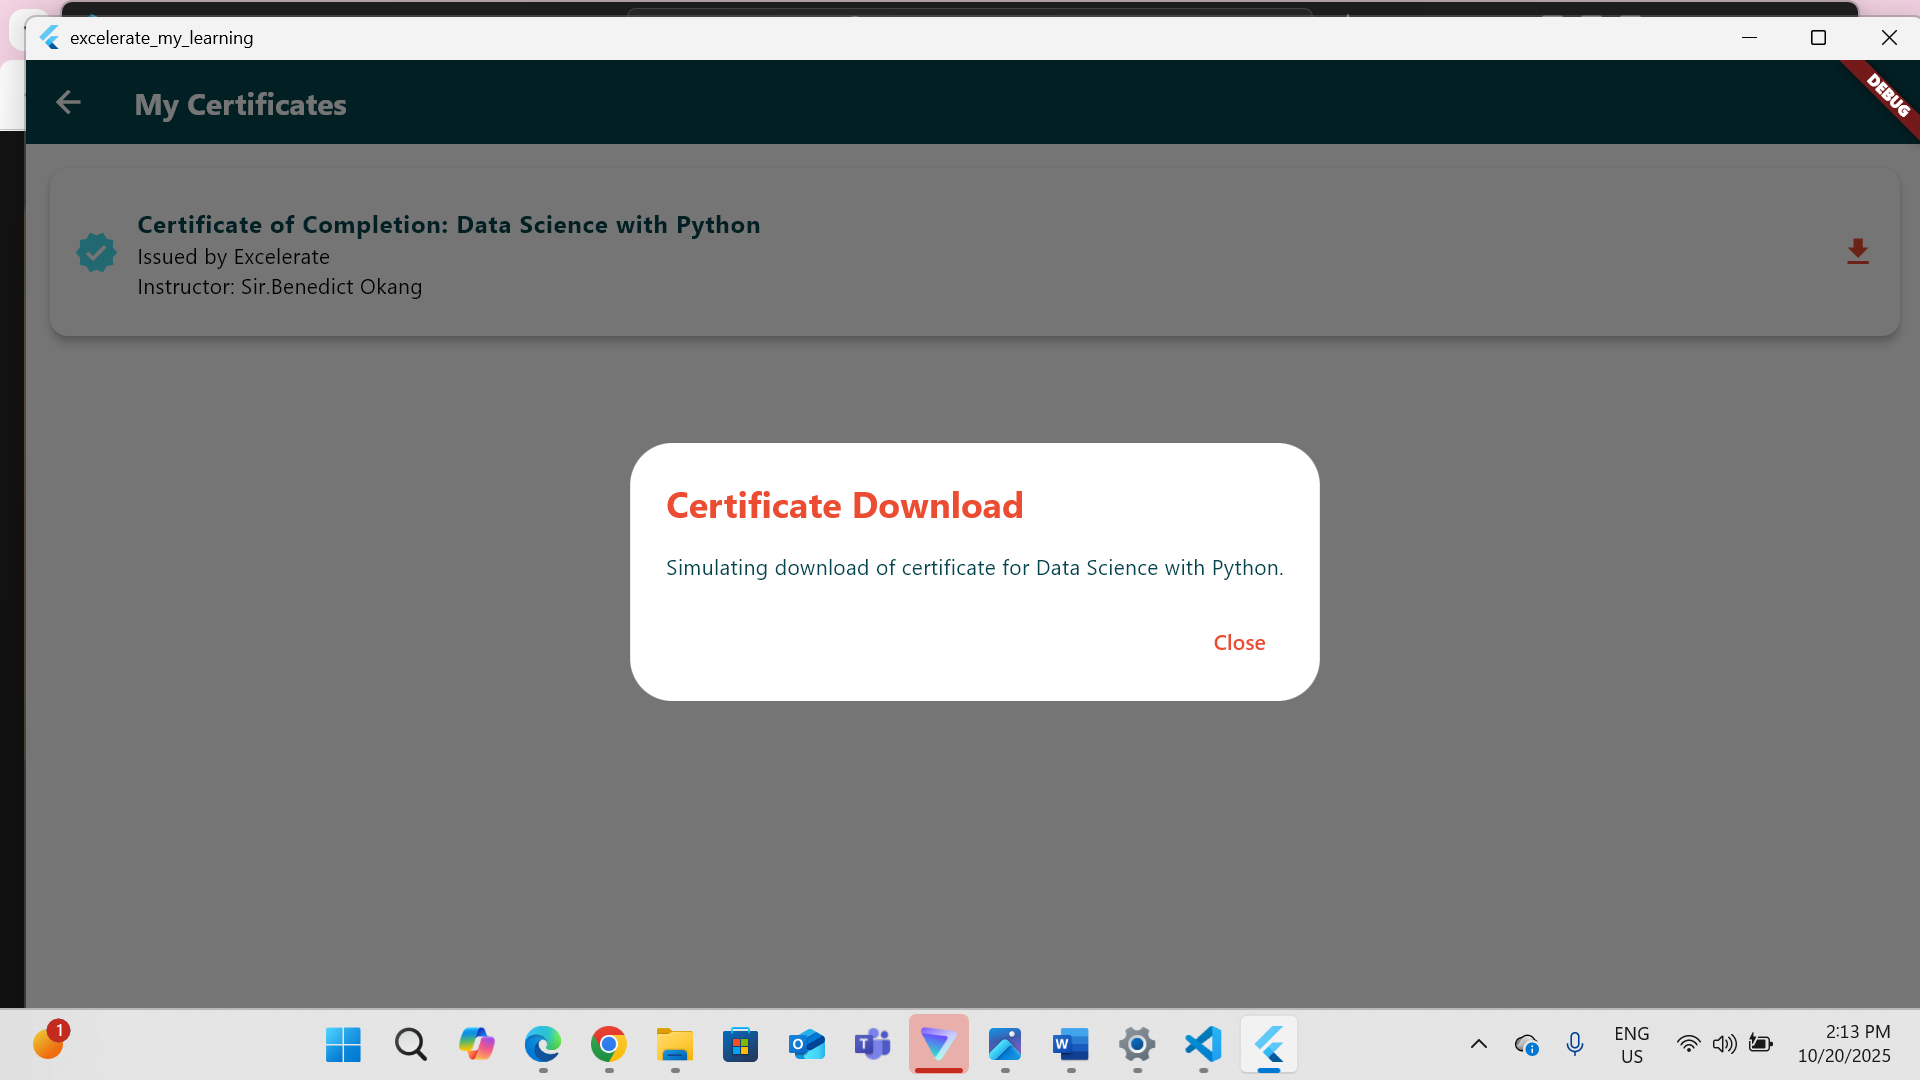 excelerate_my_learning
My Certificates
DEBUG
Certificate of Completion: Data Science with Python
Issued by Excelerate
Instructor: Sir.Benedict Okang
Certificate Download
Simulating download of certificate for Data Science with Python.
Close
1
ENG
US
2:13 PM
10/20/2025